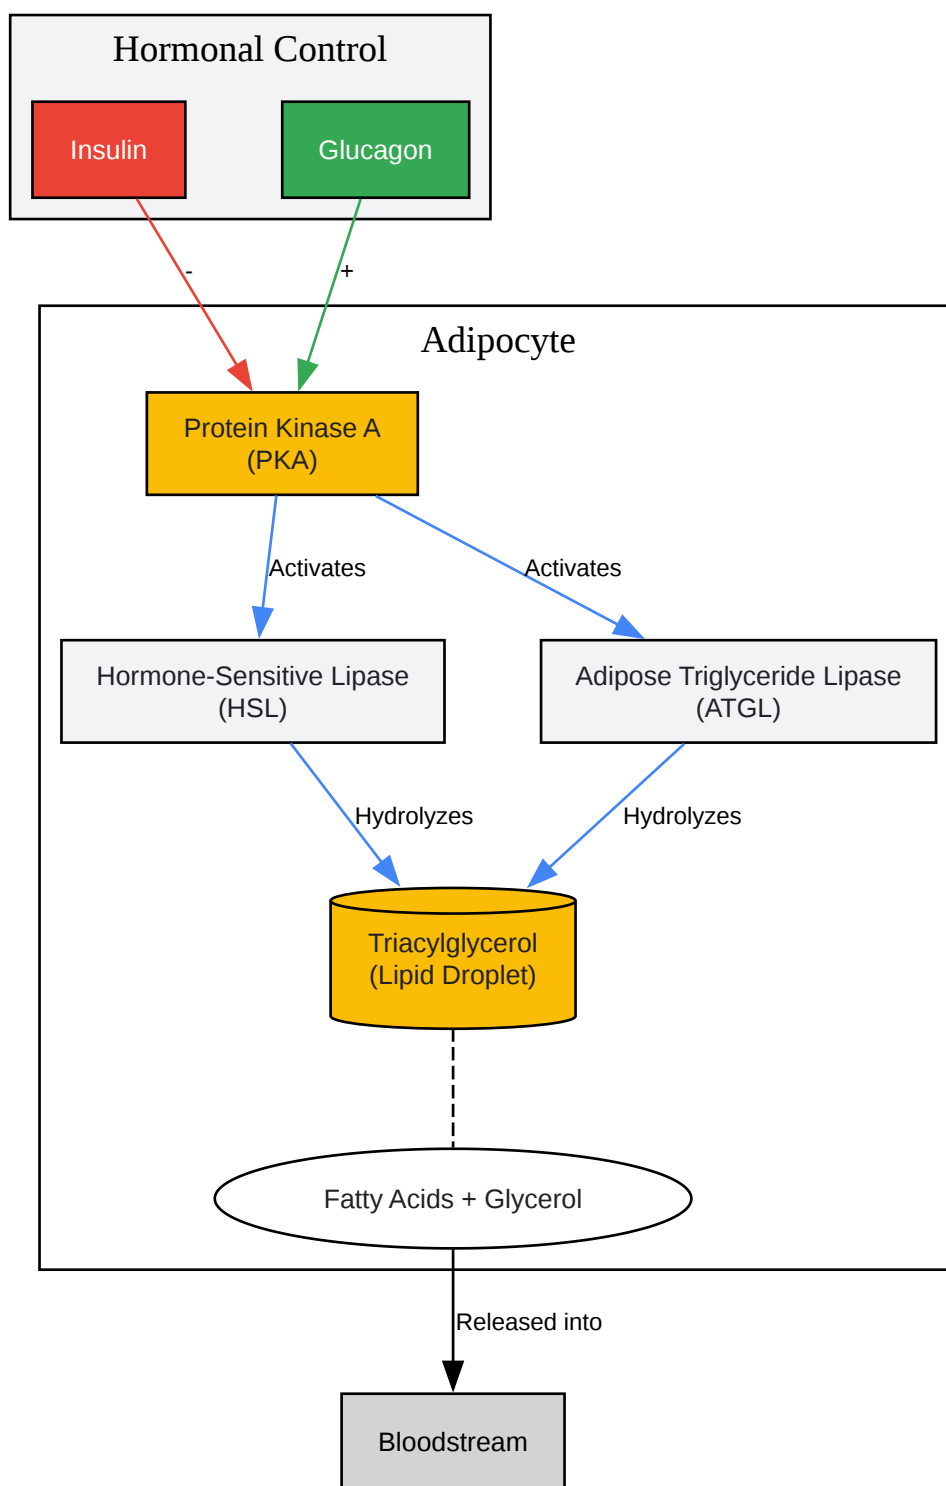 Hormonal Control
Insulin
Glucagon
-
+
Adipocyte
Protein Kinase A
(PKA)
Activates
Activates
Hormone-Sensitive Lipase
(HSL)
Adipose Triglyceride Lipase
(ATGL)
Hydrolyzes
Hydrolyzes
Triacylglycerol
(Lipid Droplet)
Fatty Acids + Glycerol
Released into
Bloodstream